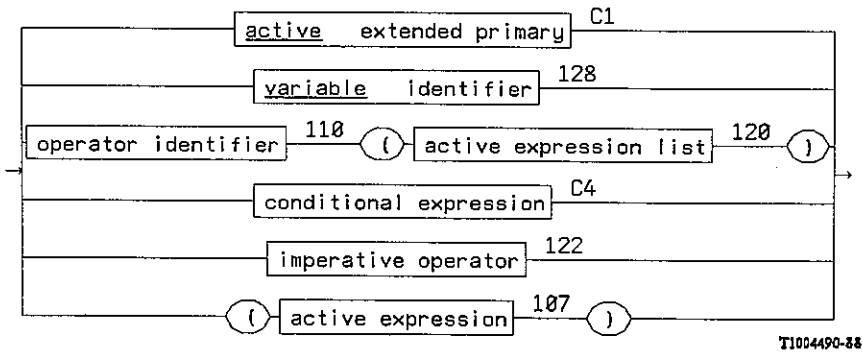 active extended primary C1
variable identifier 128
operator identifier 110 ( active expression list 120 )
conditional expression C4
imperative operator 122
( active expression 107 )
T1004490-88